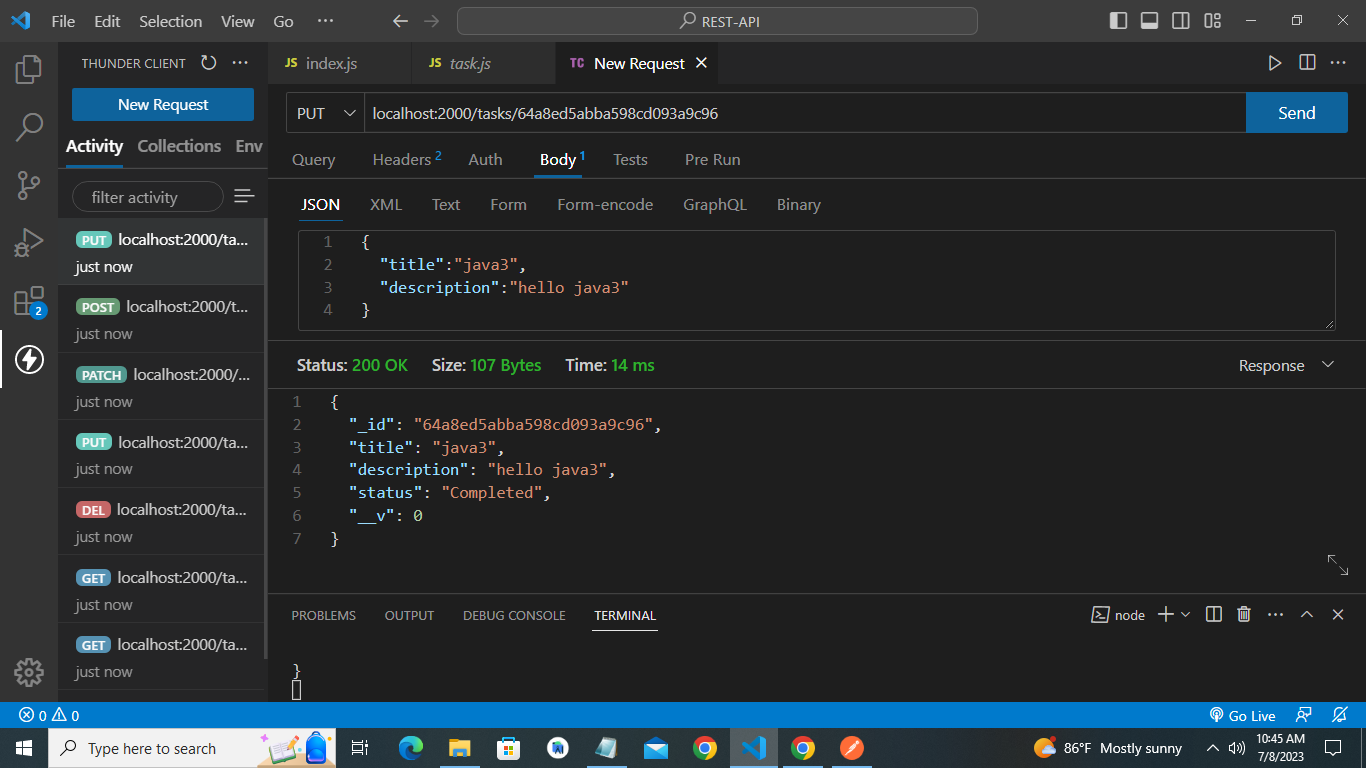 File Edit Selection View Go ···
REST-API
THUNDER CLIENT ···
New Request
Activity Collections Env
filter activity
PUT localhost:2000/ta...
just now
POST localhost:2000/t...
just now
PATCH localhost:2000/...
just now
PUT localhost:2000/ta...
just now
DEL localhost:2000/ta...
just now
GET localhost:2000/ta...
just now
GET localhost:2000/ta...
just now
2
JS index.js JS task.js TC New Request
PUT localhost:2000/tasks/64a8ed5abba598cd093a9c96 Send
Query Headers 2 Auth Body 1 Tests Pre Run
JSON XML Text Form Form-encode GraphQL Binary
1 {
2 "title":"java3",
3 "description":"hello java3"
4 }
Status: 200 OK Size: 107 Bytes Time: 14 ms Response
1 {
2 "_id": "64a8ed5abba598cd093a9c96",
3 "title": "java3",
4 "description": "hello java3",
5 "status": "Completed",
6 "__v": 0
7 }
PROBLEMS OUTPUT DEBUG CONSOLE TERMINAL node
}
0 0 Go Live
Type here to search 86°F Mostly sunny 10:45 AM
7/8/2023